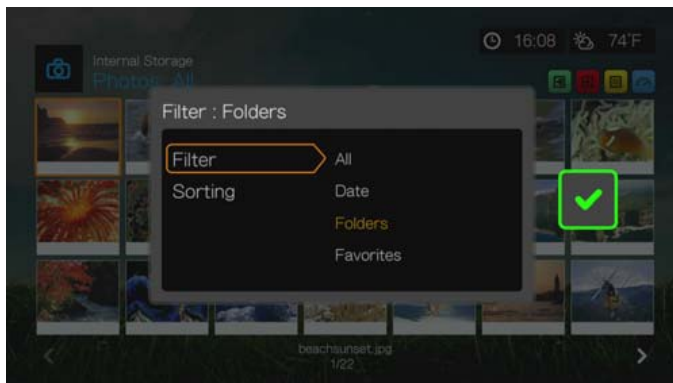 16:08 74°F
Internal Storage
Photos: All
Filter : Folders
Filter
All
Sorting
Date
Folders
Favorites
beachsunset.jpg
1/22